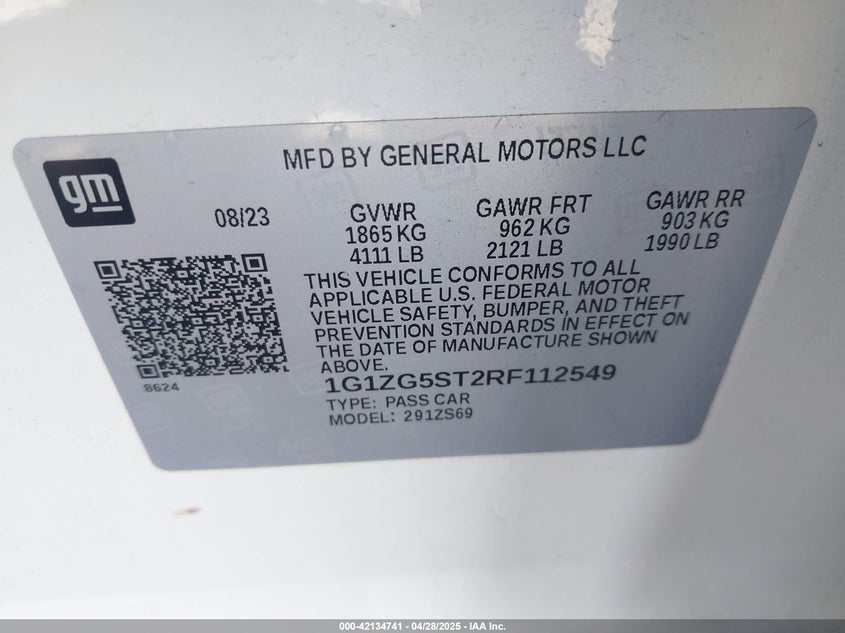 MFD BY GENERAL MOTORS LLC
gm
08/23
GVWR
1865 KG
4111 LB
GAWR FRT
962 KG
2121 LB
GAWR RR
903 KG
1990 LB
THIS VEHICLE CONFORMS TO ALL
APPLICABLE U.S. FEDERAL MOTOR
VEHICLE SAFETY, BUMPER, AND THEFT
PREVENTION STANDARDS IN EFFECT ON
THE DATE OF MANUFACTURE SHOWN
ABOVE.
8624
1G1ZG5ST2RF112549
TYPE: PASS CAR
MODEL: 291ZS69
000-42134741 / 04/28/2025 - IAA Inc.